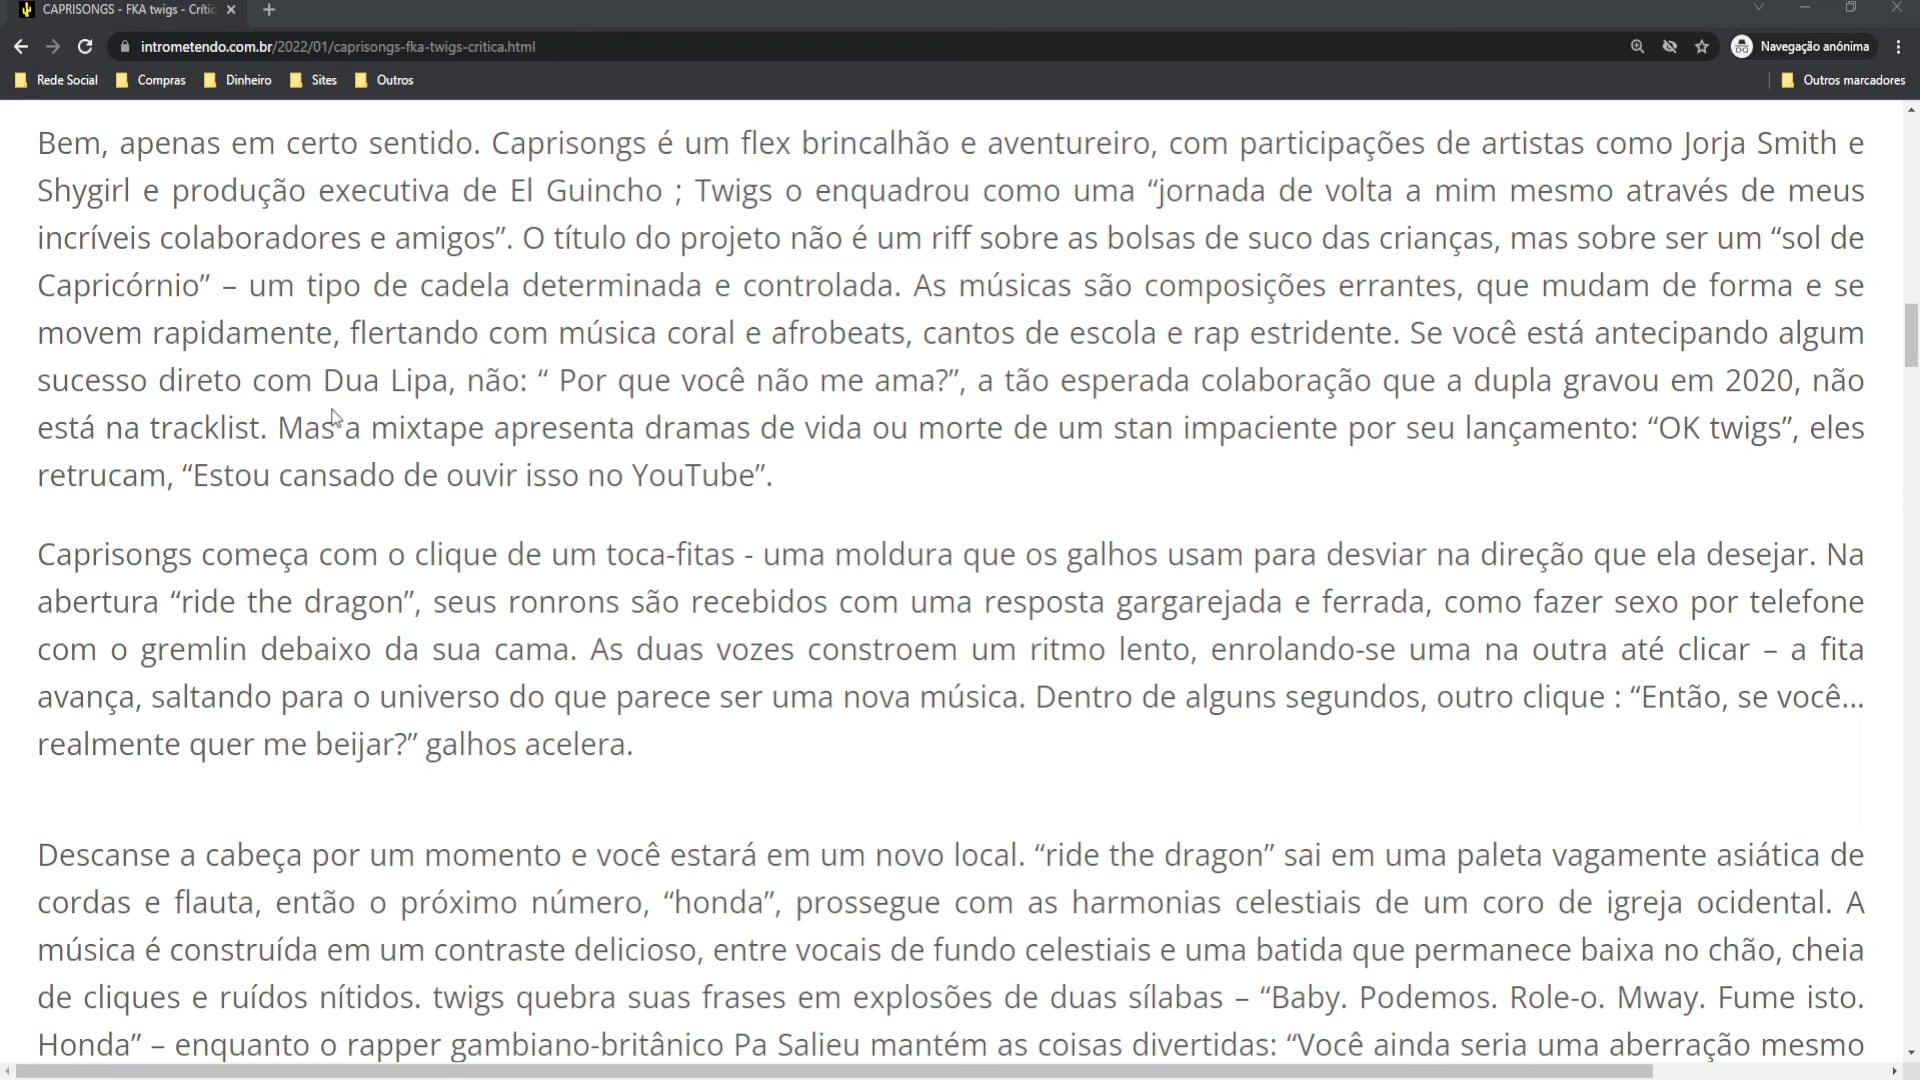 CAPRISONGS - FKA twigs - Crític
intrometendo.com.br/2022/01/caprisongs-fka-twigs-critica.html
Navegação anónima
Rede Social
Compras
Dinheiro
Sites
Outros
Outros marcadores
Bem, apenas em certo sentido. Caprisongs é um flex brincalhão e aventureiro, com participações de artistas como Jorja Smith e
Shygirl e produção executiva de El Guincho ; Twigs o enquadrou como uma “jornada de volta a mim mesmo através de meus
incríveis colaboradores e amigos”. O título do projeto não é um riff sobre as bolsas de suco das crianças, mas sobre ser um “sol de
Capricórnio” – um tipo de cadela determinada e controlada. As músicas são composições errantes, que mudam de forma e se
movem rapidamente, flertando com música coral e afrobeats, cantos de escola e rap estridente. Se você está antecipando algum
sucesso direto com Dua Lipa, não: “ Por que você não me ama?”, a tão esperada colaboração que a dupla gravou em 2020, não
está na tracklist. Mas a mixtape apresenta dramas de vida ou morte de um stan impaciente por seu lançamento: “OK twigs”, eles
retrucam, “Estou cansado de ouvir isso no YouTube”.
Caprisongs começa com o clique de um toca-fitas - uma moldura que os galhos usam para desviar na direção que ela desejar. Na
abertura “ride the dragon”, seus ronrons são recebidos com uma resposta gargarejada e ferrada, como fazer sexo por telefone
com o gremlin debaixo da sua cama. As duas vozes constroem um ritmo lento, enrolando-se uma na outra até clicar – a fita
avança, saltando para o universo do que parece ser uma nova música. Dentro de alguns segundos, outro clique : “Então, se você...
realmente quer me beijar?” galhos acelera.
Descanse a cabeça por um momento e você estará em um novo local. “ride the dragon” sai em uma paleta vagamente asiática de
cordas e flauta, então o próximo número, “honda”, prossegue com as harmonias celestiais de um coro de igreja ocidental. A
música é construída em um contraste delicioso, entre vocais de fundo celestiais e uma batida que permanece baixa no chão, cheia
de cliques e ruídos nítidos. twigs quebra suas frases em explosões de duas sílabas – “Baby. Podemos. Role-o. Mway. Fume isto.
Honda” – enquanto o rapper gambiano-britânico Pa Salieu mantém as coisas divertidas: “Você ainda seria uma aberração mesmo